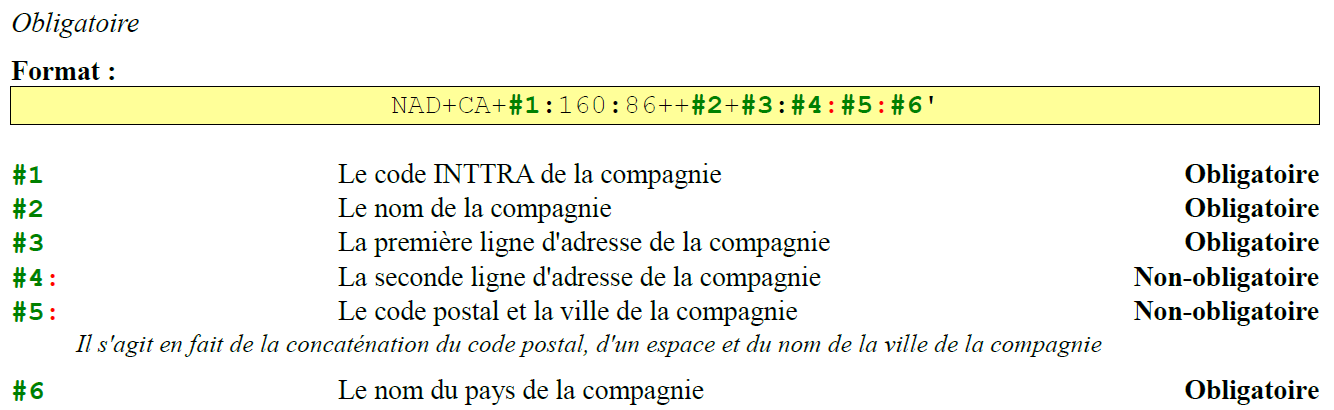 Obligatoire
Format :
NAD+CA+#1:160:86++#2+#3:#4:#5:#6'
#1 Le code INTTRA de la compagnie Obligatoire
#2 Le nom de la compagnie Obligatoire
#3 La première ligne d'adresse de la compagnie Obligatoire
#4: La seconde ligne d'adresse de la compagnie Non-obligatoire
#5: Le code postal et la ville de la compagnie Non-obligatoire
Il s'agit en fait de la concaténation du code postal, d'un espace et du nom de la ville de la compagnie
#6 Le nom du pays de la compagnie Obligatoire